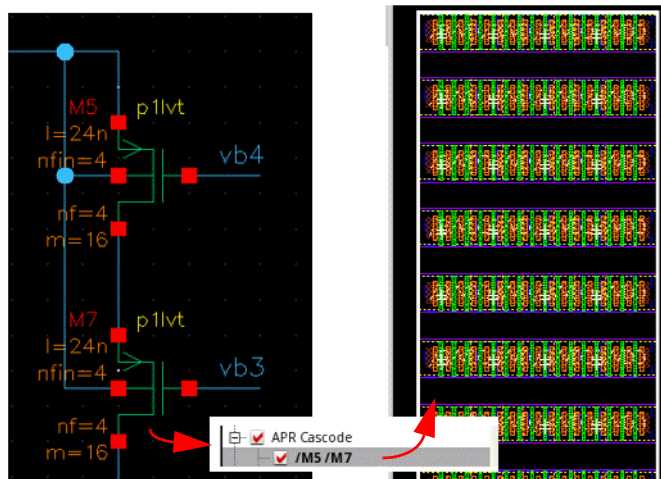 M5 p1lvt
l=24n
nfin=4
vb4
nf=4
m=16
M7 p1lvt
l=24n
nfin=4
vb3
nf=4
m=16
APR Cascode
/M5 /M7